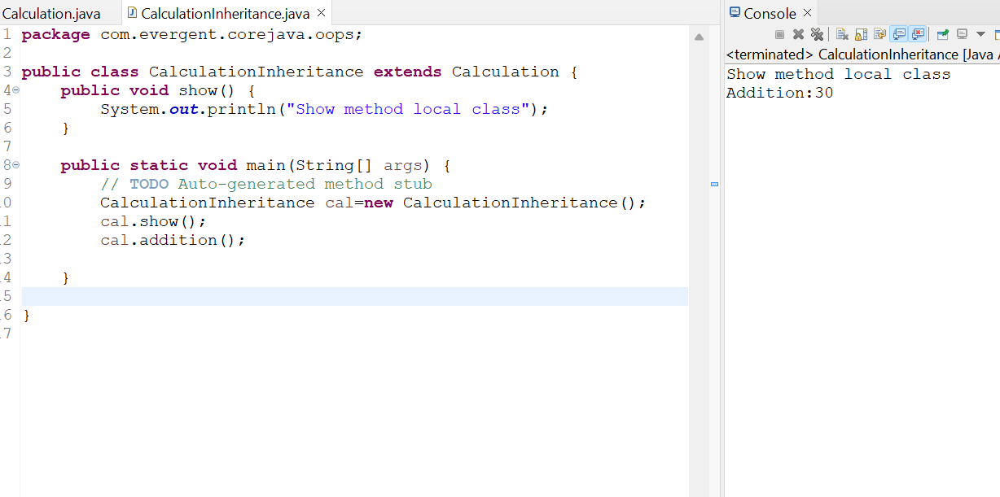 Calculation.java
CalculationInheritance.java
1 package com.evergent.corejava.oops;
2
3 public class CalculationInheritance extends Calculation {
4 public void show() {
5 System.out.println("Show method local class");
6 }
7
8 public static void main(String[] args) {
9 // TODO Auto-generated method stub
0 CalculationInheritance cal=new CalculationInheritance();
1 cal.show();
2 cal.addition();
3
4 }
5
6 }
7
Console
<terminated> CalculationInheritance [Java
Show method local class
Addition:30